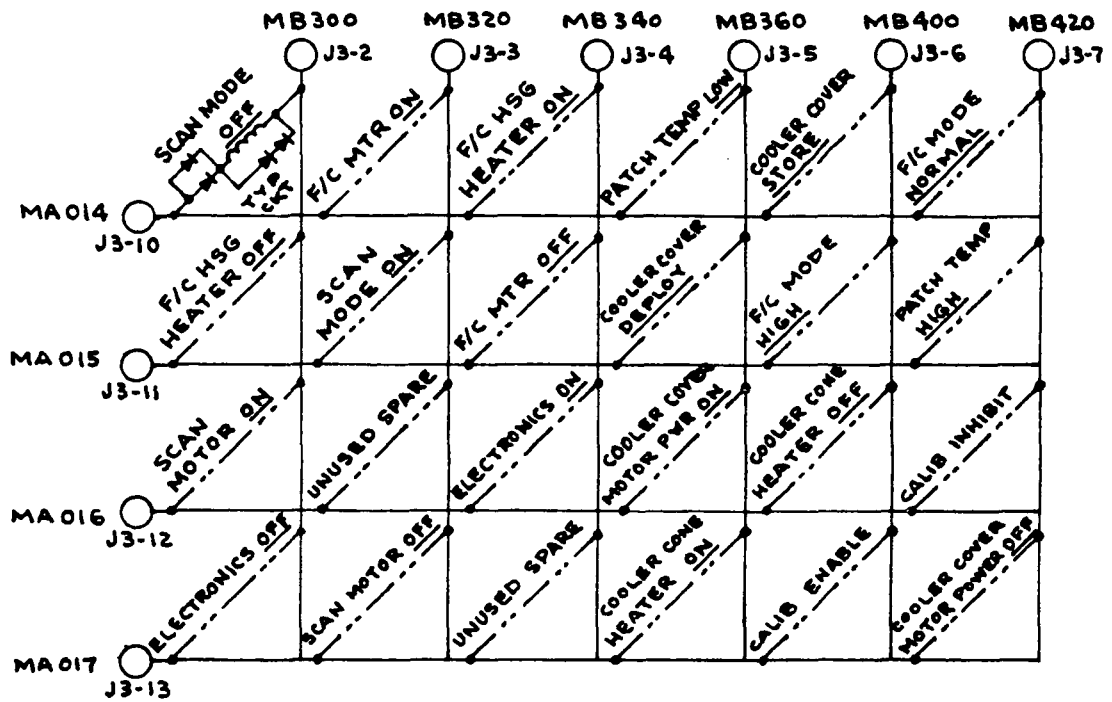 MB300 MB320 MB340 MB360 MB400 MB420
J3-2 J3-3 J3-4 J3-5 J3-6 J3-7
SCAN MODE
OFF
TYP
CKT
F/C MTR ON
F/C HSG
HEATER ON
PATCH TEMP LOW
COOLER COVER
STORE
F/C MODE
NORMAL
MA014
J3-10
F/C HSG
HEATER OFF
SCAN
MODE ON
F/C MTR OFF
COOLER COVER
DEPLOY
F/C MODE
HIGH
PATCH TEMP
HIGH
MA015
J3-11
SCAN
MOTOR ON
UNUSED SPARE
ELECTRONICS ON
COOLER COVER
MOTOR PWR ON
COOLER CONE
HEATER OFF
CALIB INHIBIT
MA016
J3-12
ELECTRONICS OFF
SCAN MOTOR OFF
UNUSED SPARE
COOLER CONE
HEATER ON
CALIB ENABLE
COOLER COVER
MOTOR POWER OFF
MA017
J3-13